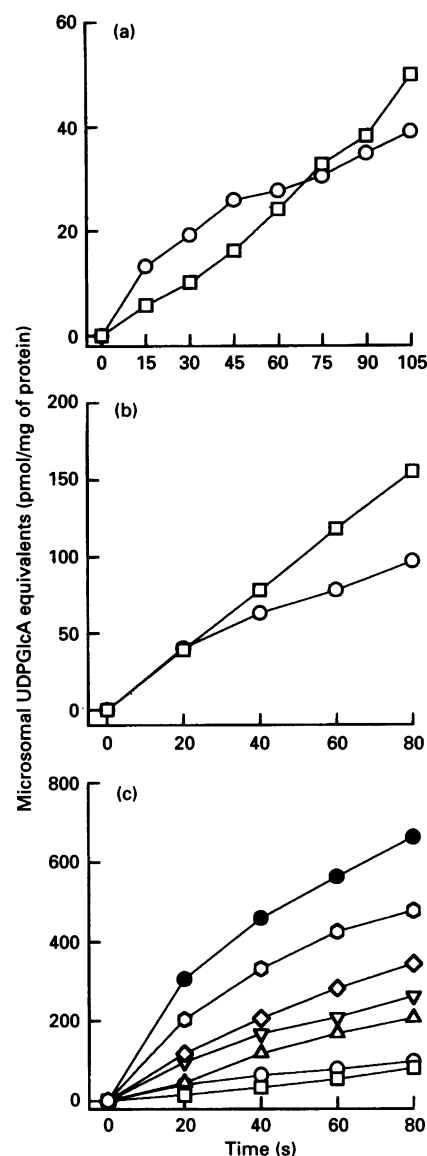 Microsomal UDPGlcA equivalents (pmol/mg of protein)
(a)
60
40
20
0
0 15 30 45 60 75 90 105
(b)
200
150
100
50
0
0 20 40 60 80
(c)
800
600
400
200
0
0 20 40 60 80
Time (s)